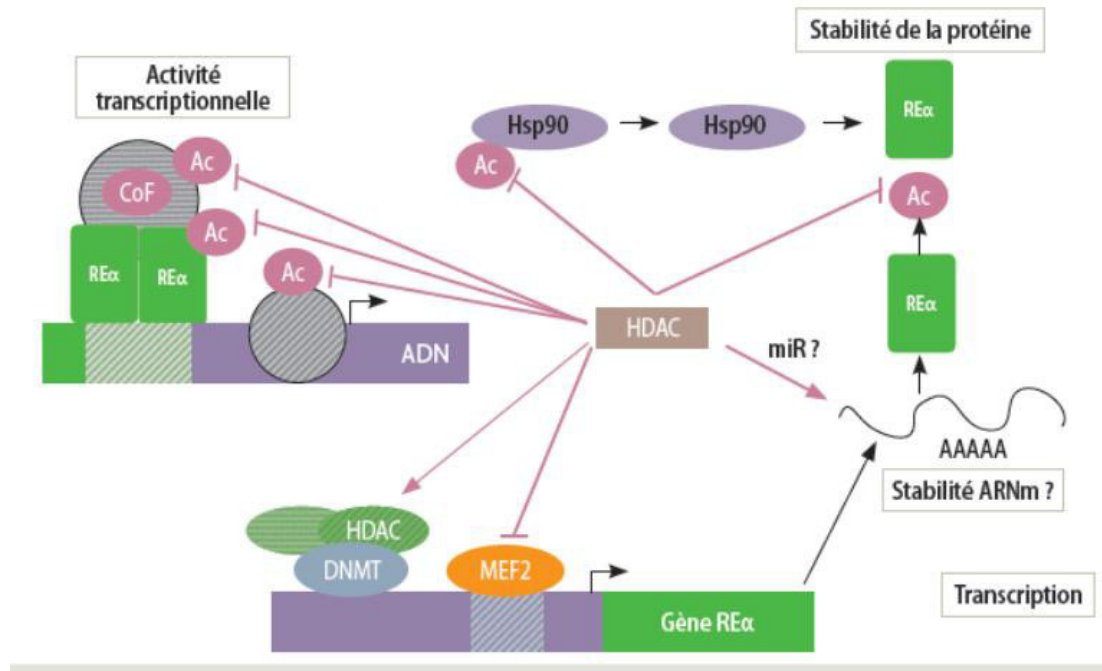 Stabilité de la protéine
Activité
transcriptionnelle
Hsp90
Hsp90
REα
Ac
Ac
Ac
CoF
Ac
REα
REα
Ac
REα
HDAC
miR ?
ADN
AAAAA
Stabilité ARNm ?
HDAC
DNMT
MEF2
Transcription
Gène REα